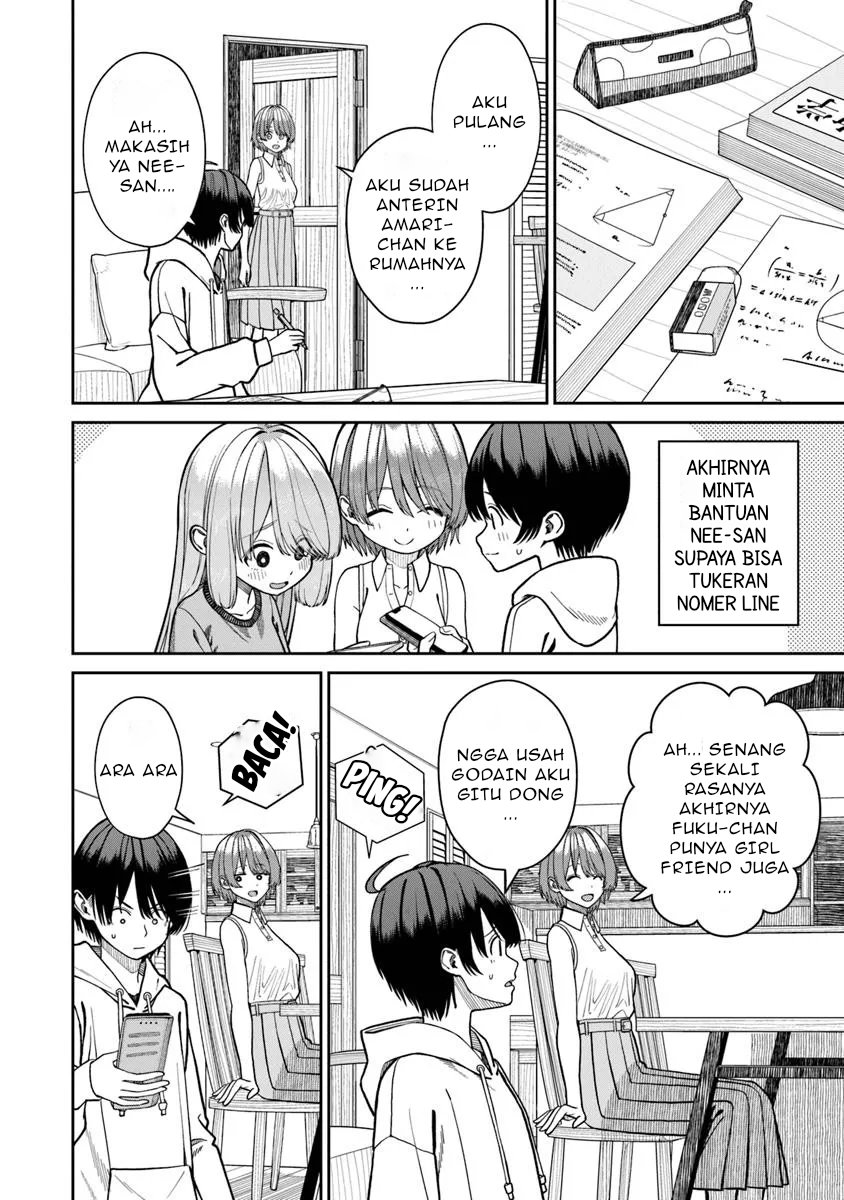 AKU
PULANG
...
AKU SUDAH
ANTERIN
AMARI-
CHAN KE
RUMAHNYA
...
AH...
MAKASIH
YA NEE-
SAN....
AKHIRNYA
MINTA
BANTUAN
NEE-SAN
SUPAYA BISA
TUKERAN
NOMER LINE
AH... SENANG
SEKALI
RASANYA
AKHIRNYA
FUKU-CHAN
PUNYA GIRL
FRIEND JUGA
...
NGGA USAH
GODAIN AKU
GITU DONG
...
PING!
BACA!
ARA ARA